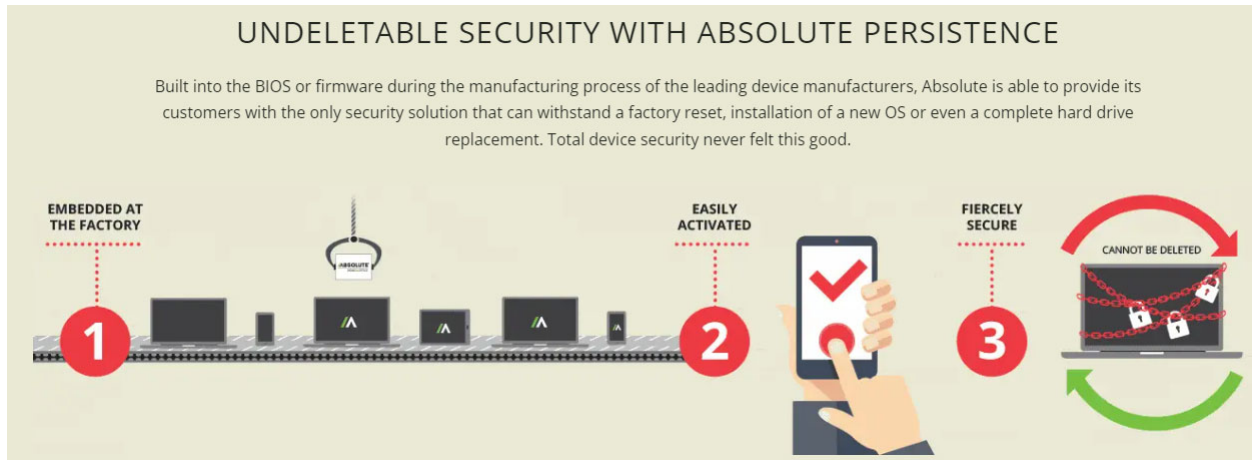 UNDELETABLE SECURITY WITH ABSOLUTE PERSISTENCE
Built into the BIOS or firmware during the manufacturing process of the leading device manufacturers, Absolute is able to provide its
customers with the only security solution that can withstand a factory reset, installation of a new OS or even a complete hard drive
replacement. Total device security never felt this good.
EMBEDDED AT
THE FACTORY
1
ABSOLUTE
EASILY
ACTIVATED
2
FIERCELY
SECURE
3
CANNOT BE DELETED